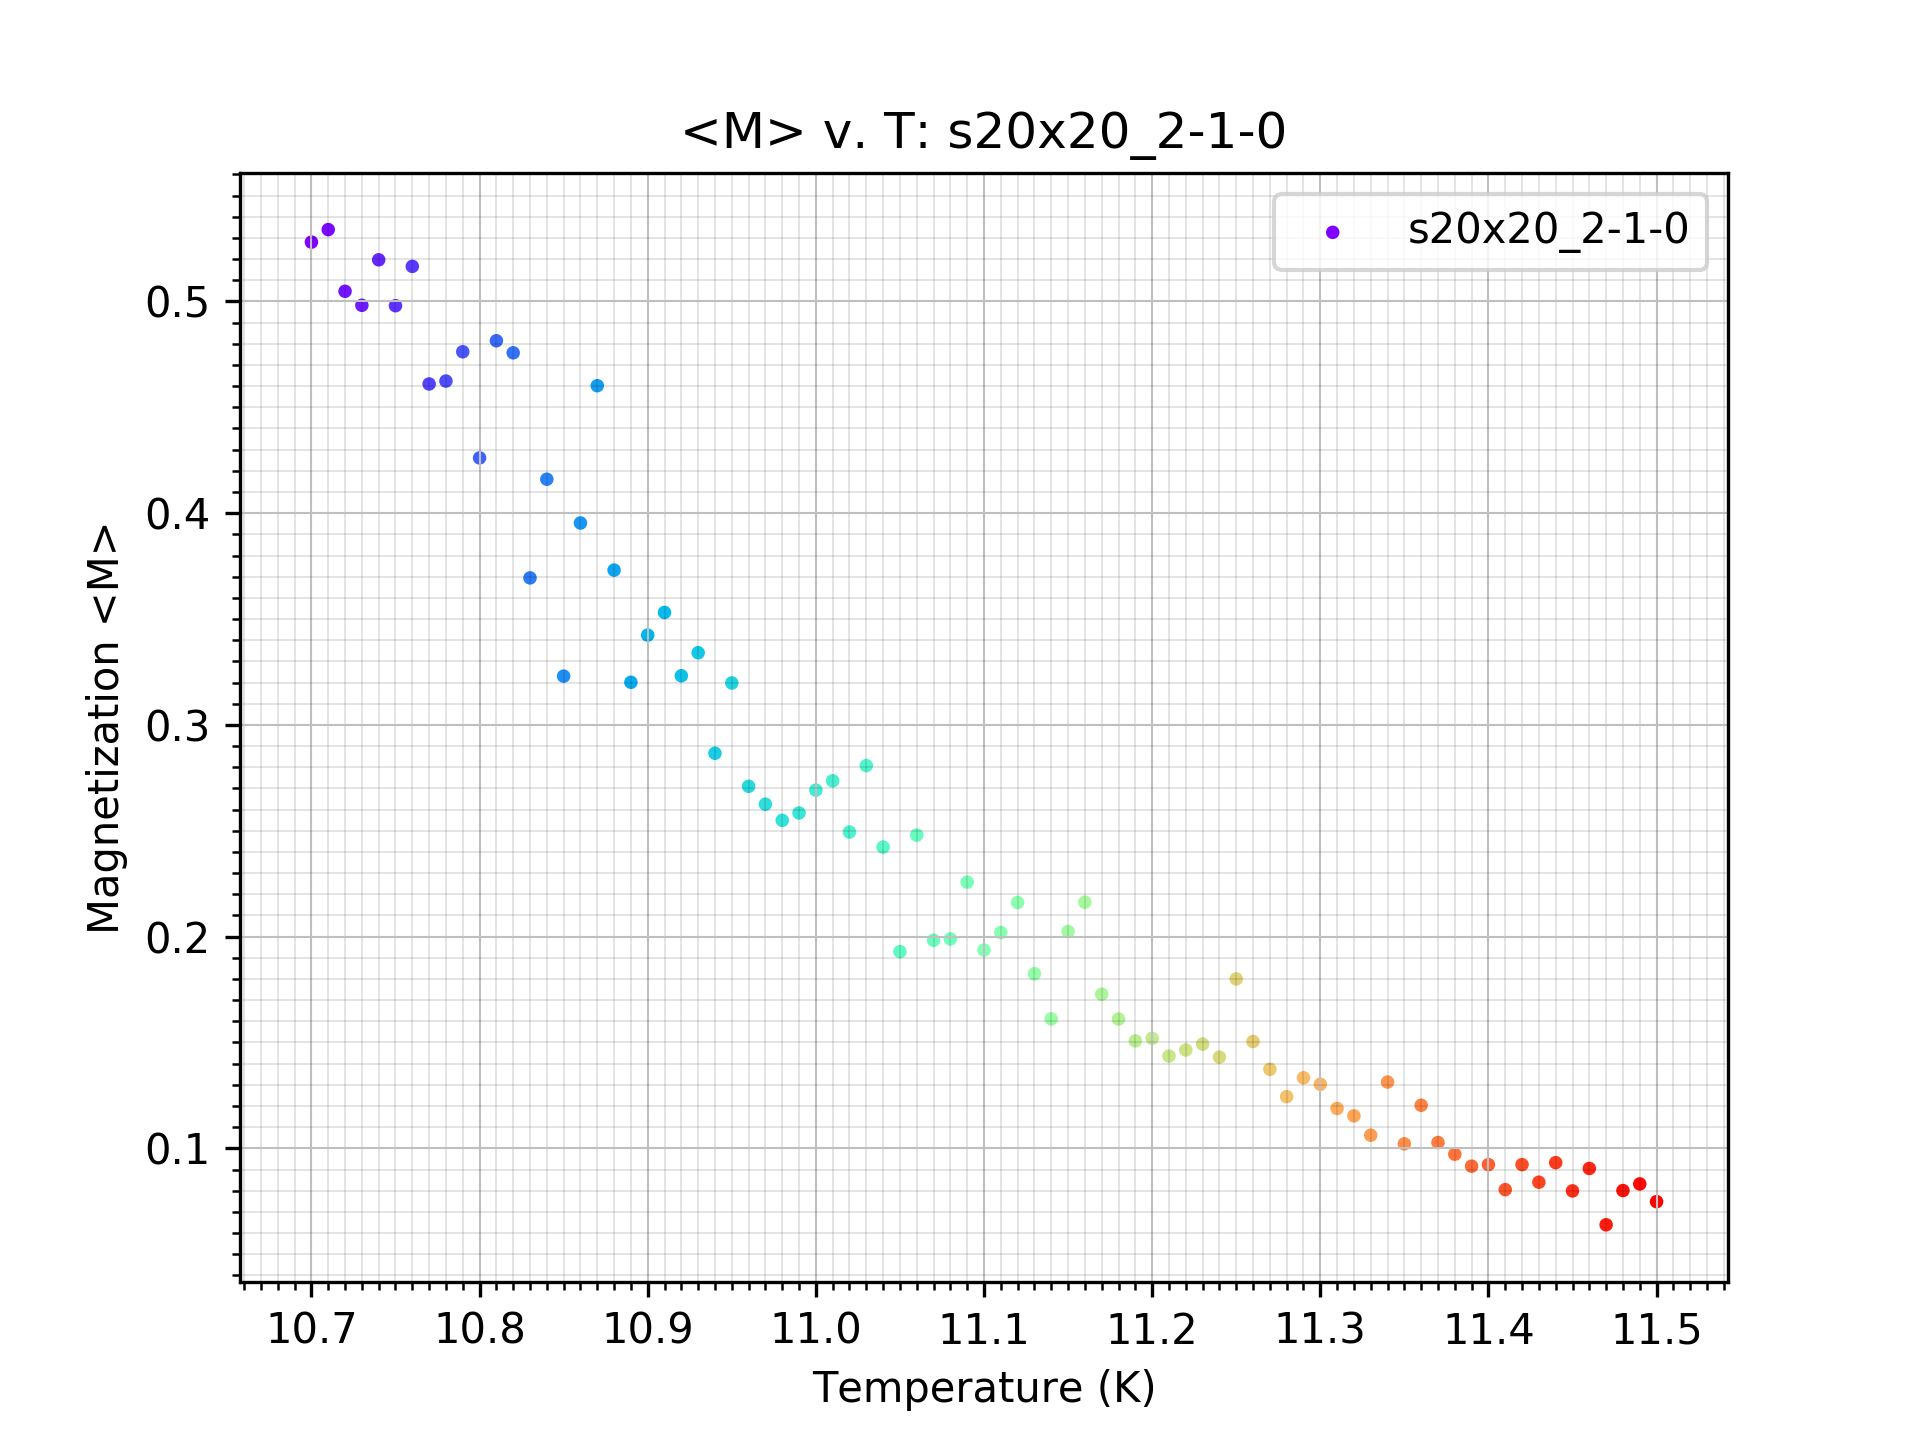 <M> v. T: s20x20_2-1-0
s20x20_2-1-0
Magnetization <M>
0.5
0.4
0.3
0.2
0.1
10.7 10.8 10.9 11.0 11.1 11.2 11.3 11.4 11.5
Temperature (K)